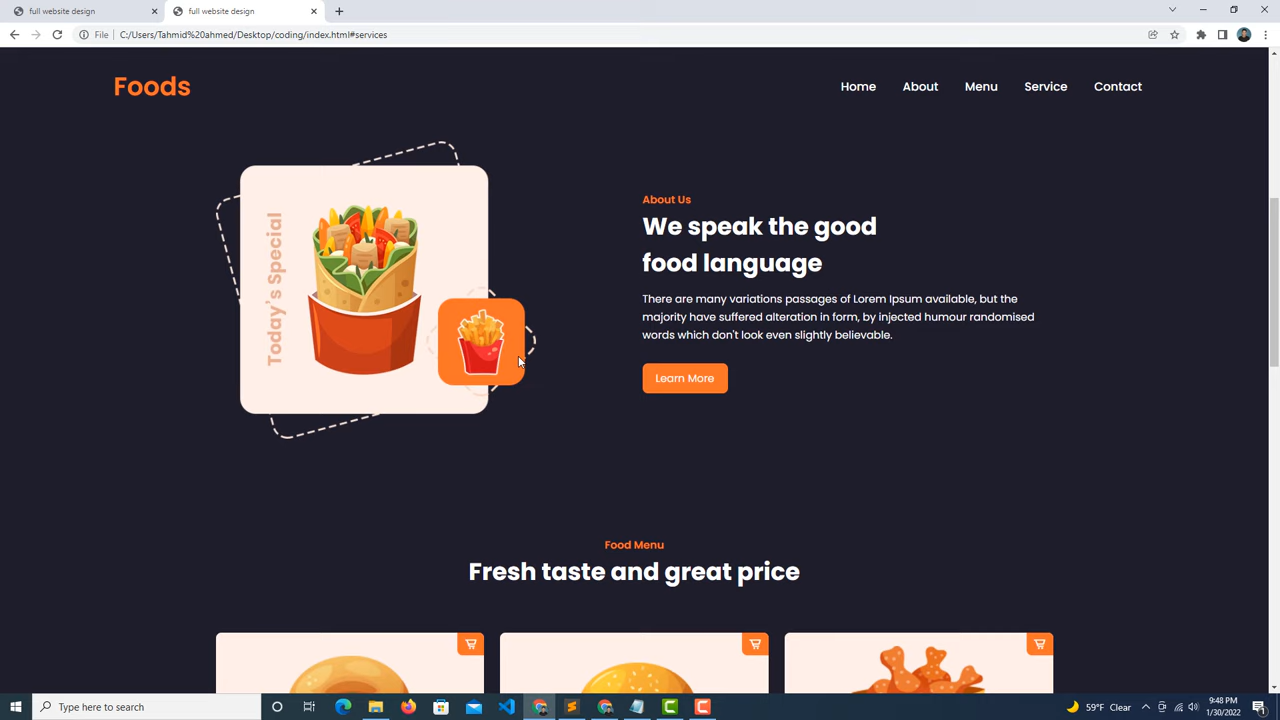 full website design
full website design
File
C:/Users/Tahmid%20ahmed/Desktop/coding/index.html#services
Foods
Home
About
Menu
Service
Contact
Today's Special
About Us
We speak the good
food language
There are many variations passages of Lorem Ipsum available, but the
majority have suffered alteration in form, by injected humour randomised
words which don't look even slightly believable.
Learn More
Food Menu
Fresh taste and great price
Type here to search
59°F Clear
9:48 PM
1/30/2022
1